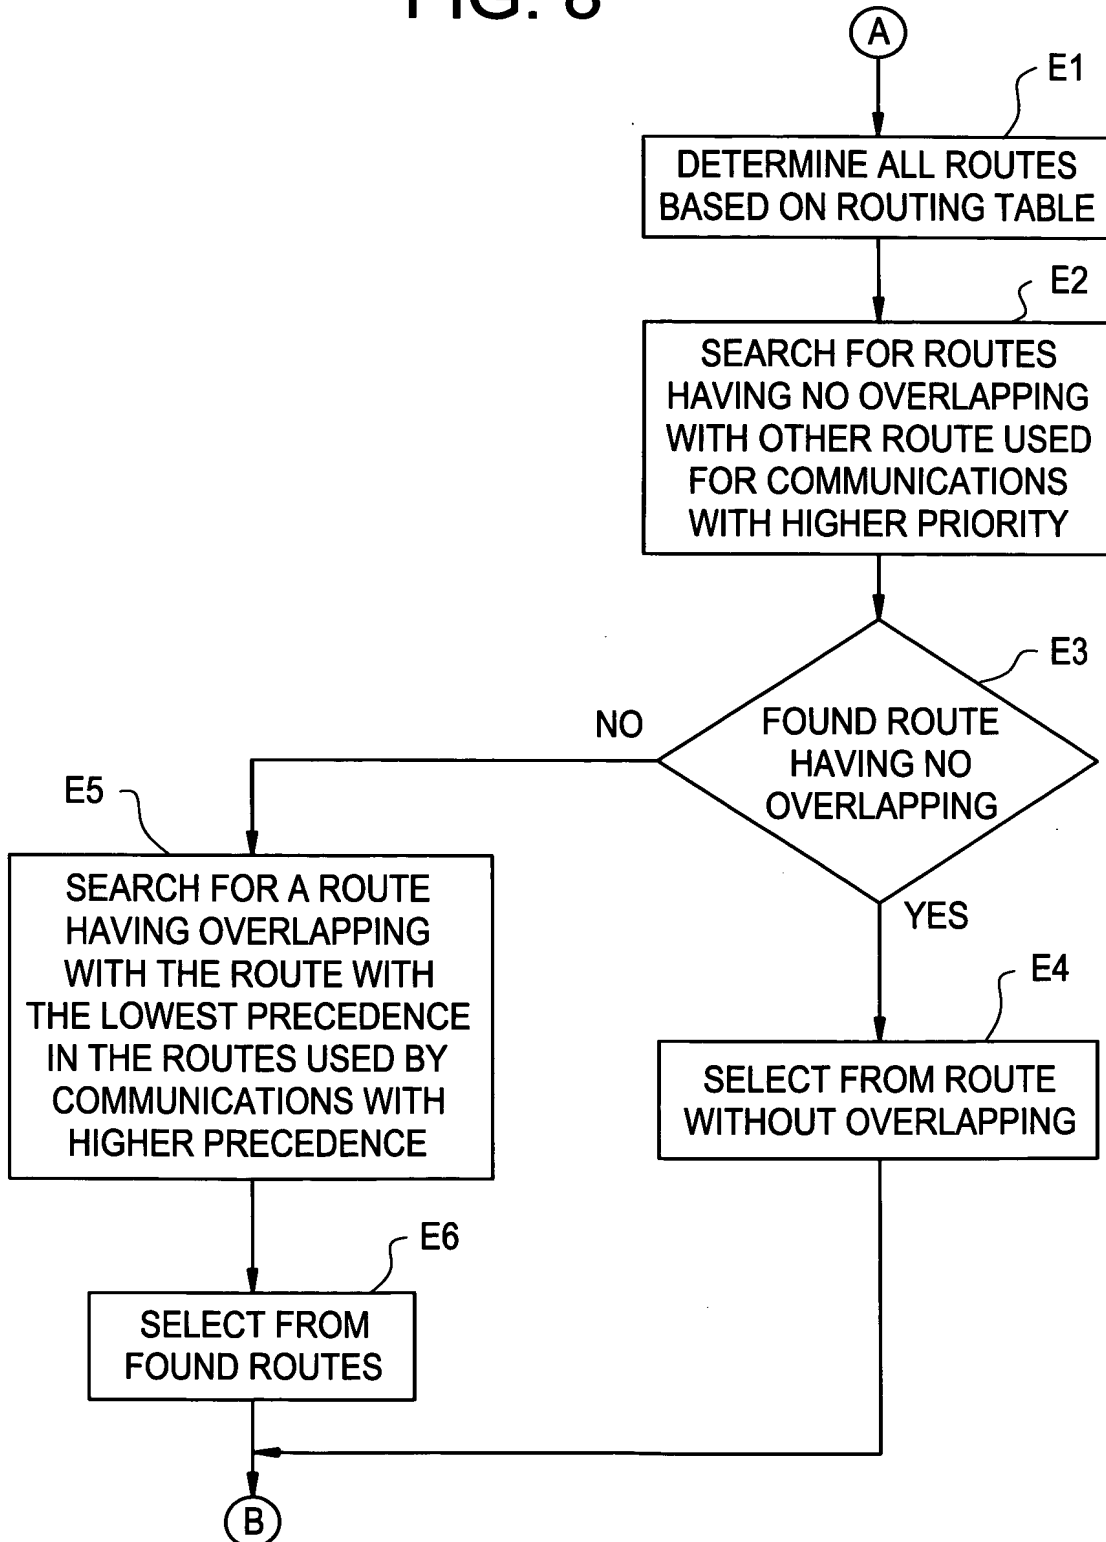 FIG. 8
A
E1
DETERMINE ALL ROUTES
BASED ON ROUTING TABLE
E2
SEARCH FOR ROUTES
HAVING NO OVERLAPPING
WITH OTHER ROUTE USED
FOR COMMUNICATIONS
WITH HIGHER PRIORITY
E3
FOUND ROUTE
HAVING NO
OVERLAPPING
NO
YES
E5
SEARCH FOR A ROUTE
HAVING OVERLAPPING
WITH THE ROUTE WITH
THE LOWEST PRECEDENCE
IN THE ROUTES USED BY
COMMUNICATIONS WITH
HIGHER PRECEDENCE
E4
SELECT FROM ROUTE
WITHOUT OVERLAPPING
E6
SELECT FROM
FOUND ROUTES
B